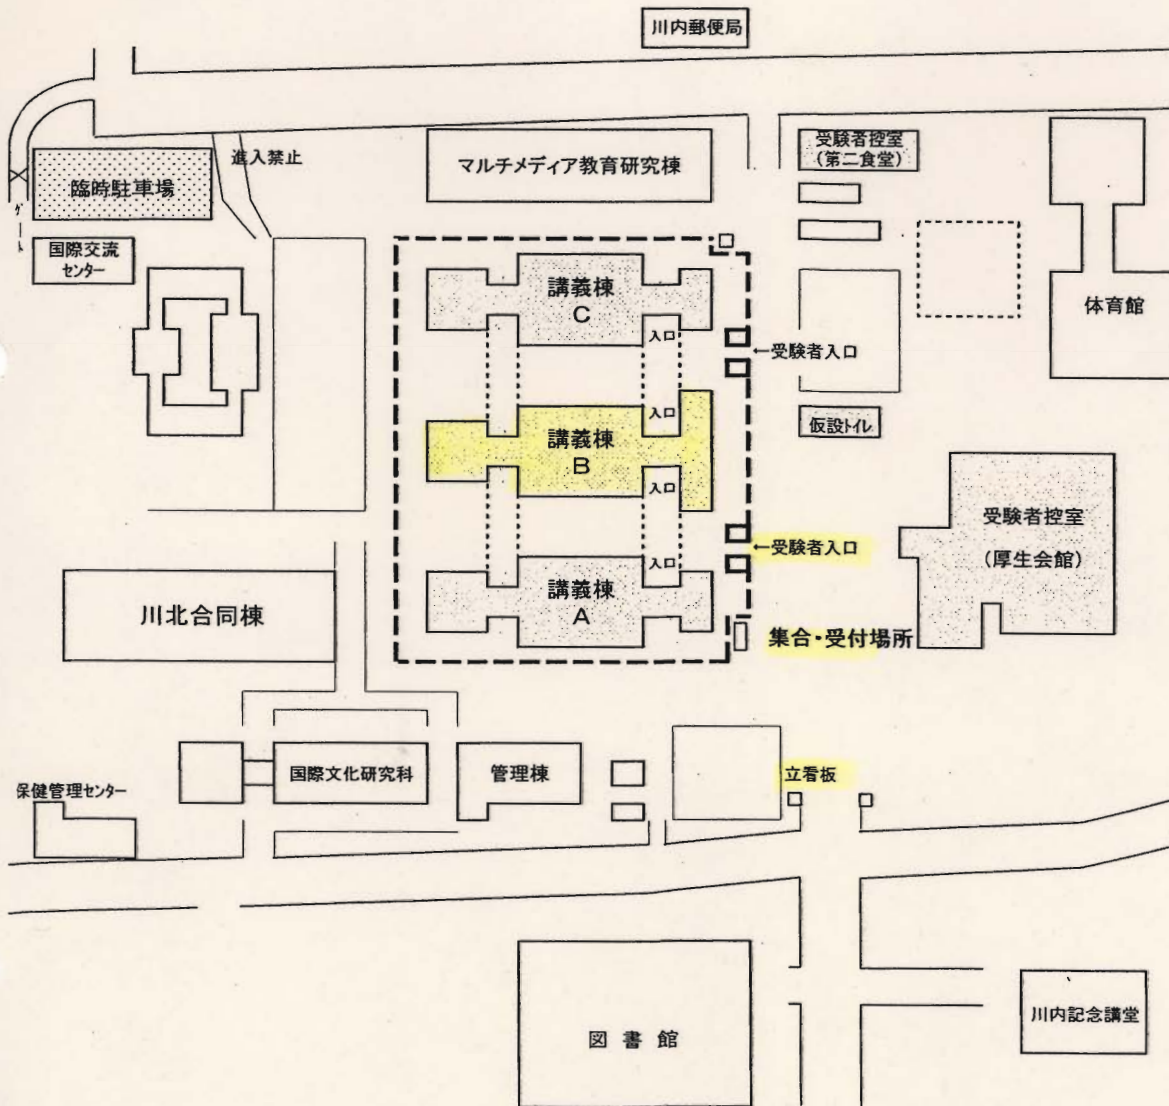 川内郵便局
進入禁止
マルチメディア教育研究棟
受験者控室
(第二食堂)
臨時駐車場
ゲート
国際交流
センター
講義棟
C
体育館
入口
←受験者入口
入口
仮設トイレ
講義棟
B
入口
受験者控室
(厚生会館)
←受験者入口
入口
講義棟
A
川北合同棟
集合・受付場所
国際文化研究科
管理棟
立看板
保健管理センター
図書館
川内記念講堂